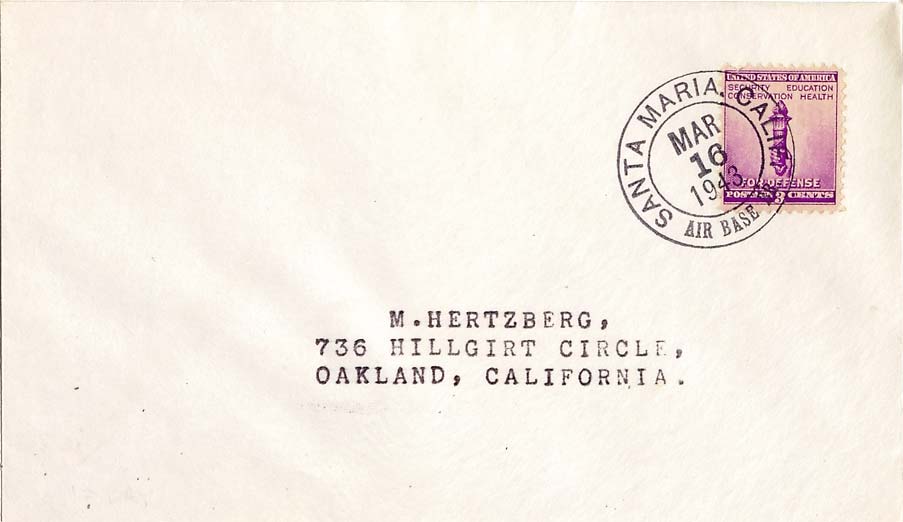 UNITED STATES OF AMERICA
SECURITY EDUCATION
CONSERVATION HEALTH
FOR DEFENSE
POSTAGE 3 CENTS
SANTA MARIA, CALIF.
MAR
16
1943
AIR BASE
M.HERTZBERG,
736 HILLGIRT CIRCLE,
OAKLAND, CALIFORNIA.